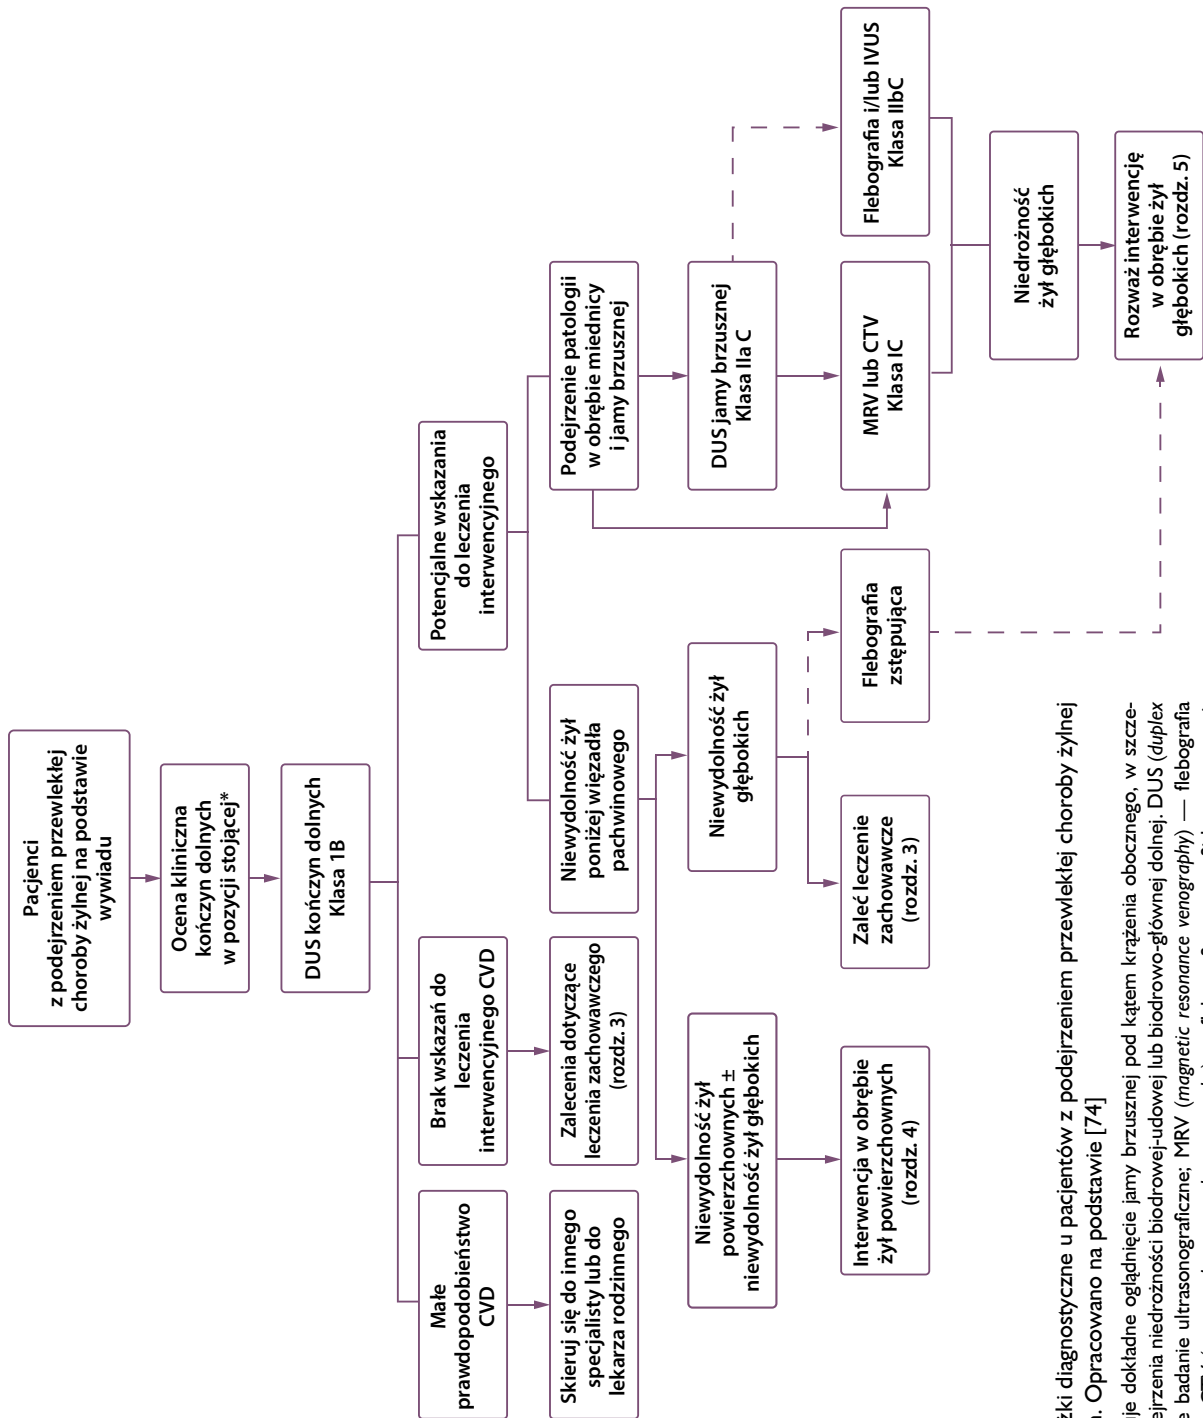 Pacjenci
z podejrzeniem przewlekłej
choroby żylnej na podstawie
wywiadu
Ocena kliniczna
kończyn dolnych
w pozycji stojącej*
DUS kończyn dolnych
Klasa 1B
Małe
prawdopodobieństwo
CVD
Brak wskazań do
leczenia
interwencyjnego CVD
Potencjalne wskazania
do leczenia
interwencyjnego
Skieruj się do innego
specjalisty lub do
lekarza rodzinnego
Zalecenia dotyczące
leczenia zachowawczego
(rozdz. 3)
Niewydolność żył
poniżej więzadła
pachwinowego
Podejrzenie patologii
w obrębie miednicy
i jamy brzusznej
Niewydolność żył
powierzchownych ±
niewydolność żył głębokich
Niewydolność żył
głębokich
DUS jamy brzusznej
Klasa IIa C
Interwencja w obrębie
żył powierzchownych
(rozdz. 4)
Zaleć leczenie
zachowawcze
(rozdz. 3)
Flebografia
zstępująca
MRV lub CTV
Klasa IC
Flebografia i/lub IVUS
Klasa IIbC
Niedrożność
żył głębokich
Rozważ interwencję
w obrębie żył
głębokich (rozdz. 5)
żki diagnostyczne u pacjentów z podejrzeniem przewlekłej choroby żylnej
. Opracowano na podstawie [74]
je dokładne oglądnięcie jamy brzusznej pod kątem krążenia obocznego, w szcze-
ejrzenia niedrożności biodrowej-udowej lub biodrowo-głównej dolnej. DUS (duplex
e badanie ultrasonograficzne; MRV (magnetic resonance venography) — flebografia